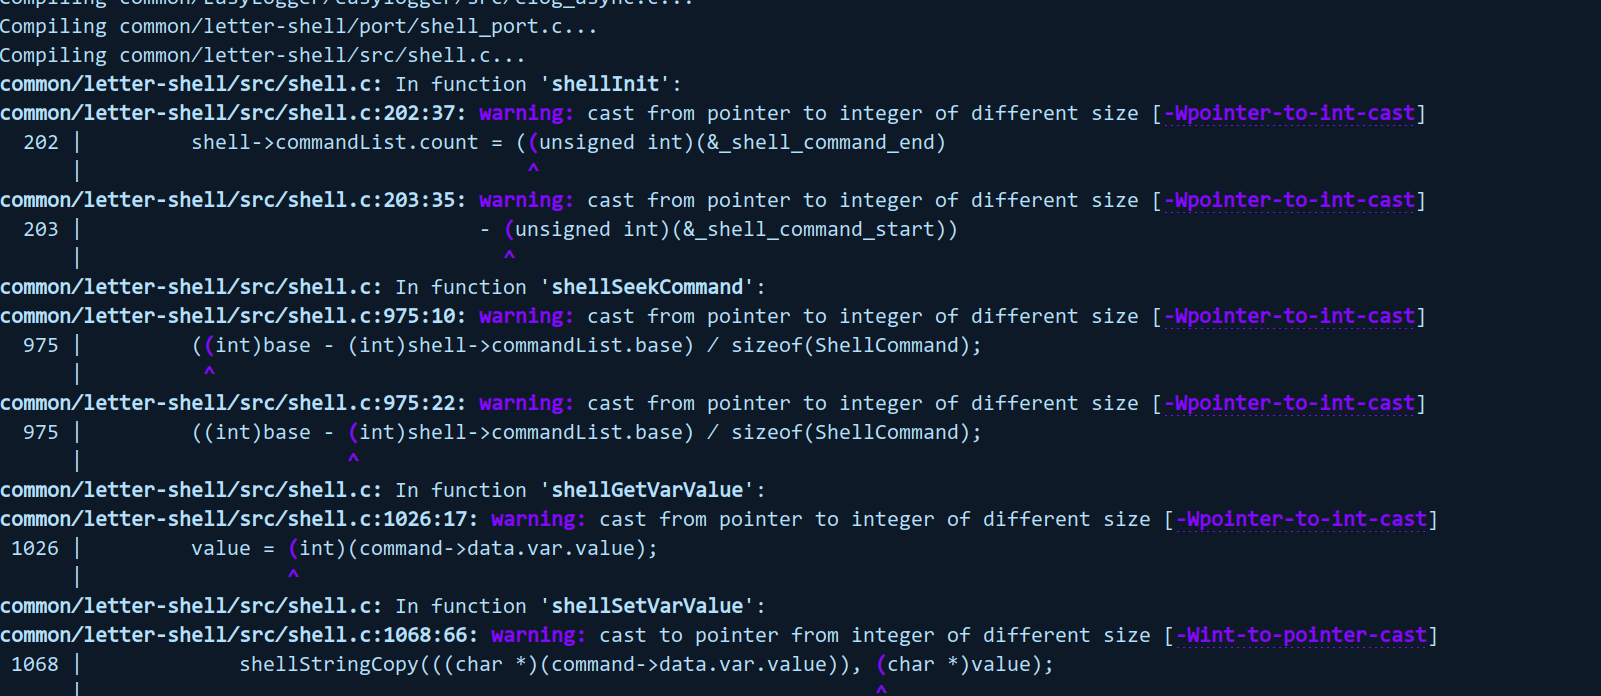 Compiling common/EasyLogger/easylogger/src/elog_async.c...
Compiling common/letter-shell/port/shell_port.c...
Compiling common/letter-shell/src/shell.c...
common/letter-shell/src/shell.c: In function 'shellInit':
common/letter-shell/src/shell.c:202:37: warning: cast from pointer to integer of different size [-Wpointer-to-int-cast]
  202 |         shell->commandList.count = ((unsigned int)(&_shell_command_end)
      |                                     ^
common/letter-shell/src/shell.c:203:35: warning: cast from pointer to integer of different size [-Wpointer-to-int-cast]
  203 |                                 - (unsigned int)(&_shell_command_start))
      |                                   ^
common/letter-shell/src/shell.c: In function 'shellSeekCommand':
common/letter-shell/src/shell.c:975:10: warning: cast from pointer to integer of different size [-Wpointer-to-int-cast]
  975 |         ((int)base - (int)shell->commandList.base) / sizeof(ShellCommand);
      |          ^
common/letter-shell/src/shell.c:975:22: warning: cast from pointer to integer of different size [-Wpointer-to-int-cast]
  975 |         ((int)base - (int)shell->commandList.base) / sizeof(ShellCommand);
      |                      ^
common/letter-shell/src/shell.c: In function 'shellGetVarValue':
common/letter-shell/src/shell.c:1026:17: warning: cast from pointer to integer of different size [-Wpointer-to-int-cast]
 1026 |         value = (int)(command->data.var.value);
      |                 ^
common/letter-shell/src/shell.c: In function 'shellSetVarValue':
common/letter-shell/src/shell.c:1068:66: warning: cast to pointer from integer of different size [-Wint-to-pointer-cast]
 1068 |             shellStringCopy(((char *)(command->data.var.value)), (char *)value);
      |                                                                  ^